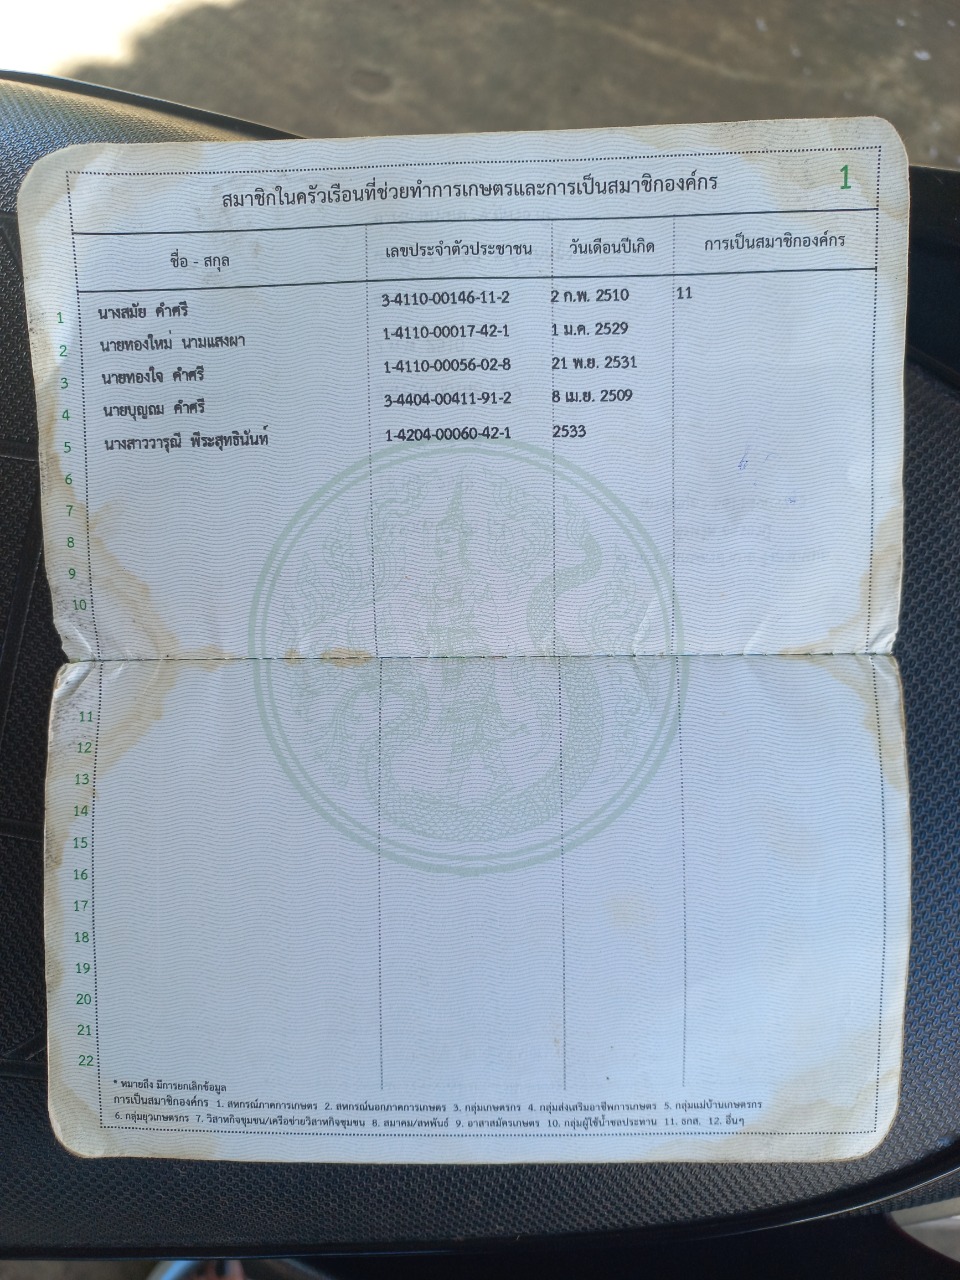 1
สมาชิกในครัวเรือนที่ช่วยทำการเกษตรและการเป็นสมาชิกองค์กร
ชื่อ - สกุล เลขประจำตัวประชาชน วันเดือนปีเกิด การเป็นสมาชิกองค์กร
1 นางสมัย คำศรี 3-4110-00146-11-2 2 ก.พ. 2510 11
2 นายทองใหม่ นามแสงผา 1-4110-00017-42-1 1 ม.ค. 2529
3 นายทองใจ คำศรี 1-4110-00056-02-8 21 พ.ย. 2531
4 นายบุญถม คำศรี 3-4404-00411-91-2 8 เม.ย. 2509
5 นางสาววารุณี พีระสุทธินันท์ 1-4204-00060-42-1 2533
6
7
8
9
10
11
12
13
14
15
16
17
18
19
20
21
22
* หมายถึง มีการยกเลิกข้อมูล
การเป็นสมาชิกองค์กร 1. สหกรณ์ภาคการเกษตร 2. สหกรณ์นอกภาคการเกษตร 3. กลุ่มเกษตรกร 4. กลุ่มส่งเสริมอาชีพการเกษตร 5. กลุ่มแม่บ้านเกษตรกร
6. กลุ่มยุวเกษตรกร 7. วิสาหกิจชุมชน/เครือข่ายวิสาหกิจชุมชน 8. สมาคม/สหพันธ์ 9. อาสาสมัครเกษตร 10. กลุ่มผู้ใช้น้ำชลประทาน 11. ธกส. 12. อื่นๆ